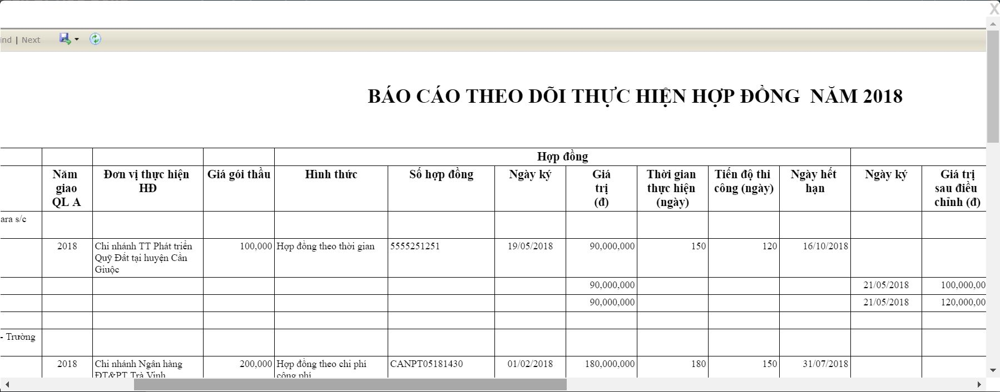 X
ind | Next
BÁO CÁO THEO DÕI THỰC HIỆN HỢP ĐỒNG NĂM 2018
Hợp đồng
Năm giao QL A
Đơn vị thực hiện HĐ
Giá gói thầu
Hình thức
Số hợp đồng
Ngày ký
Giá trị (đ)
Thời gian thực hiện (ngày)
Tiến độ thi công (ngày)
Ngày hết hạn
Ngày ký
Giá trị sau điều chỉnh (đ)
ara s/c
2018
Chi nhánh TT Phát triển
Quỹ Đất tại huyện Cần
Giuộc
100,000
Hợp đồng theo thời gian
5555251251
19/05/2018
90,000,000
150
120
16/10/2018
90,000,000
21/05/2018
100,000,00
90,000,000
21/05/2018
120,000,00
- Trường
2018
Chi nhánh Ngân hàng
ĐT&PT Trà Vinh
200,000
Hợp đồng theo chi phí
công phí
CANPT05181430
01/02/2018
180,000,000
180
150
31/07/2018